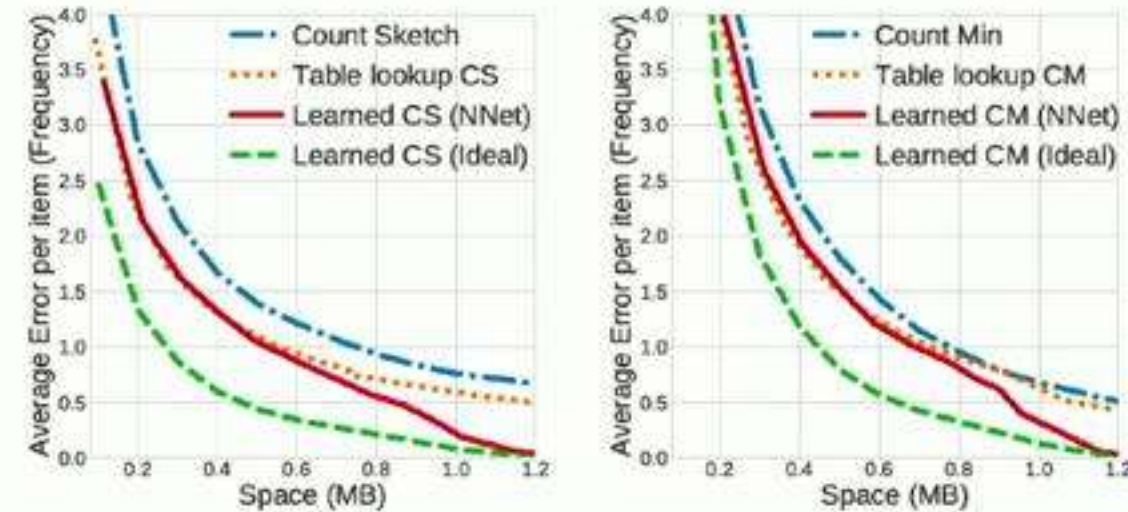 Average Error per item (Frequency)
4.0
3.5
3.0
2.5
2.0
1.5
1.0
0.5
0.0
Count Sketch
Table lookup CS
Learned CS (NNet)
Learned CS (Ideal)
0.2 0.4 0.6 0.8 1.0 1.2
Space (MB)
Average Error per item (Frequency)
4.0
3.5
3.0
2.5
2.0
1.5
1.0
0.5
0.0
Count Min
Table lookup CM
Learned CM (NNet)
Learned CM (Ideal)
0.2 0.4 0.6 0.8 1.0 1.2
Space (MB)